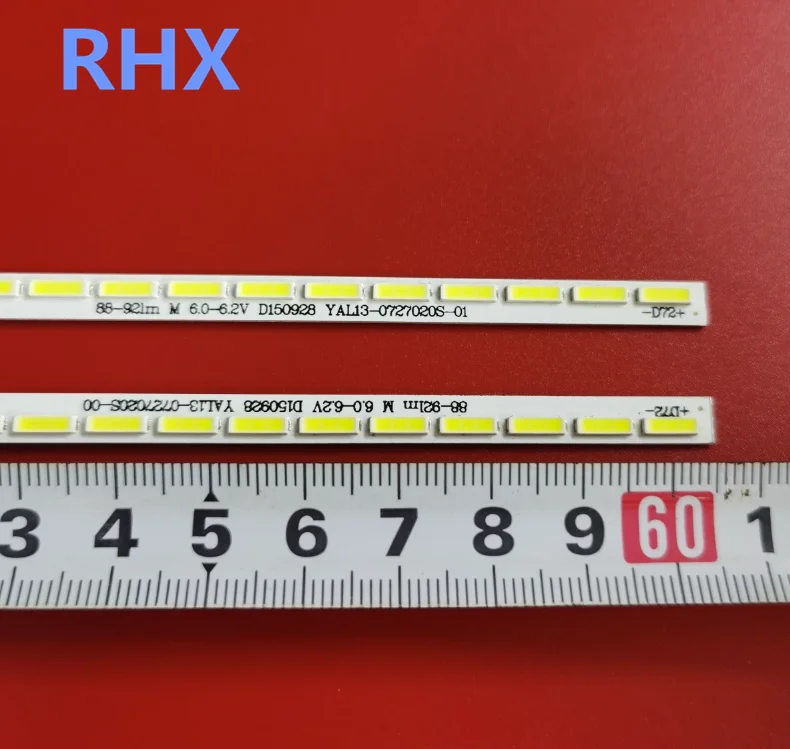 RHX
88-92lm M 6.0-6.2V D150928 YAL13-0727020S-01
-D72+
88-92lm M 6.0-6.2V D150928 YAL13-0727020S-00
+D72-
3 4 5 6 7 8 9 60 1